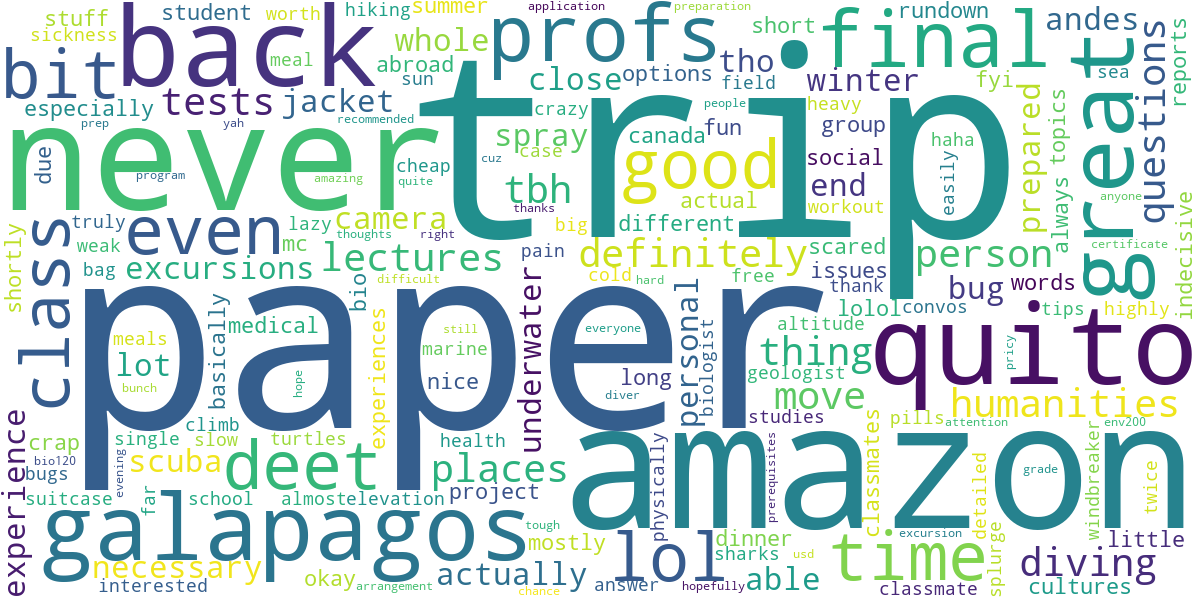 stuff student worth hiking summer application preparation short rundown andes
sickness back meal whole profs final great
bit abroad sun close options tho winter fyi sea questions reports
especially tests jacket trip field
prep yah recommended crazy people heavy prepared topics
never spray canada fun group haha
due case good social easily always
program amazing cheap quite cuz tbh actual end workout indecisive
truly lazy camera thanks different anyone
class even mc thoughts right big definitely scared person certificate
weak lectures pain issues
shortly bag excursions bio difficult cold hard free thank bug words
paper underwater personal lolol convos tips highly
basically medical experiences still everyone altitude quito
meals marine biologist thing pricy
lot hope nice long geologist
bunch diver move humanities
experience climb studies pills attention env200
crap single slow turtles health amazon classmates
bio120 bugs evening scuba deet places physically prerequisites detailed grade windbreaker twice
suitcase far school almost elevation project
galapagos tough mostly lol dinner time excursion little
necessary actually sharks usd able splurge diving
interested okay arrangement chance answer hopefully classmate cultures